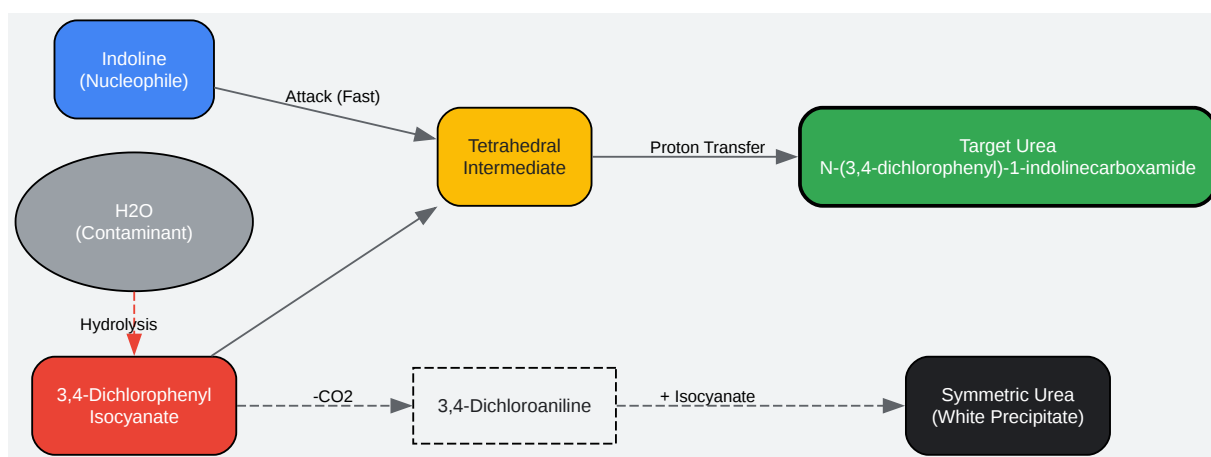 Indoline
(Nucleophile)
Attack (Fast)
Tetrahedral
Intermediate
Proton Transfer
Target Urea
N-(3,4-dichlorophenyl)-1-indolinecarboxamide
H2O
(Contaminant)
Hydrolysis
3,4-Dichlorophenyl
Isocyanate
-CO2
3,4-Dichloroaniline
+ Isocyanate
Symmetric Urea
(White Precipitate)